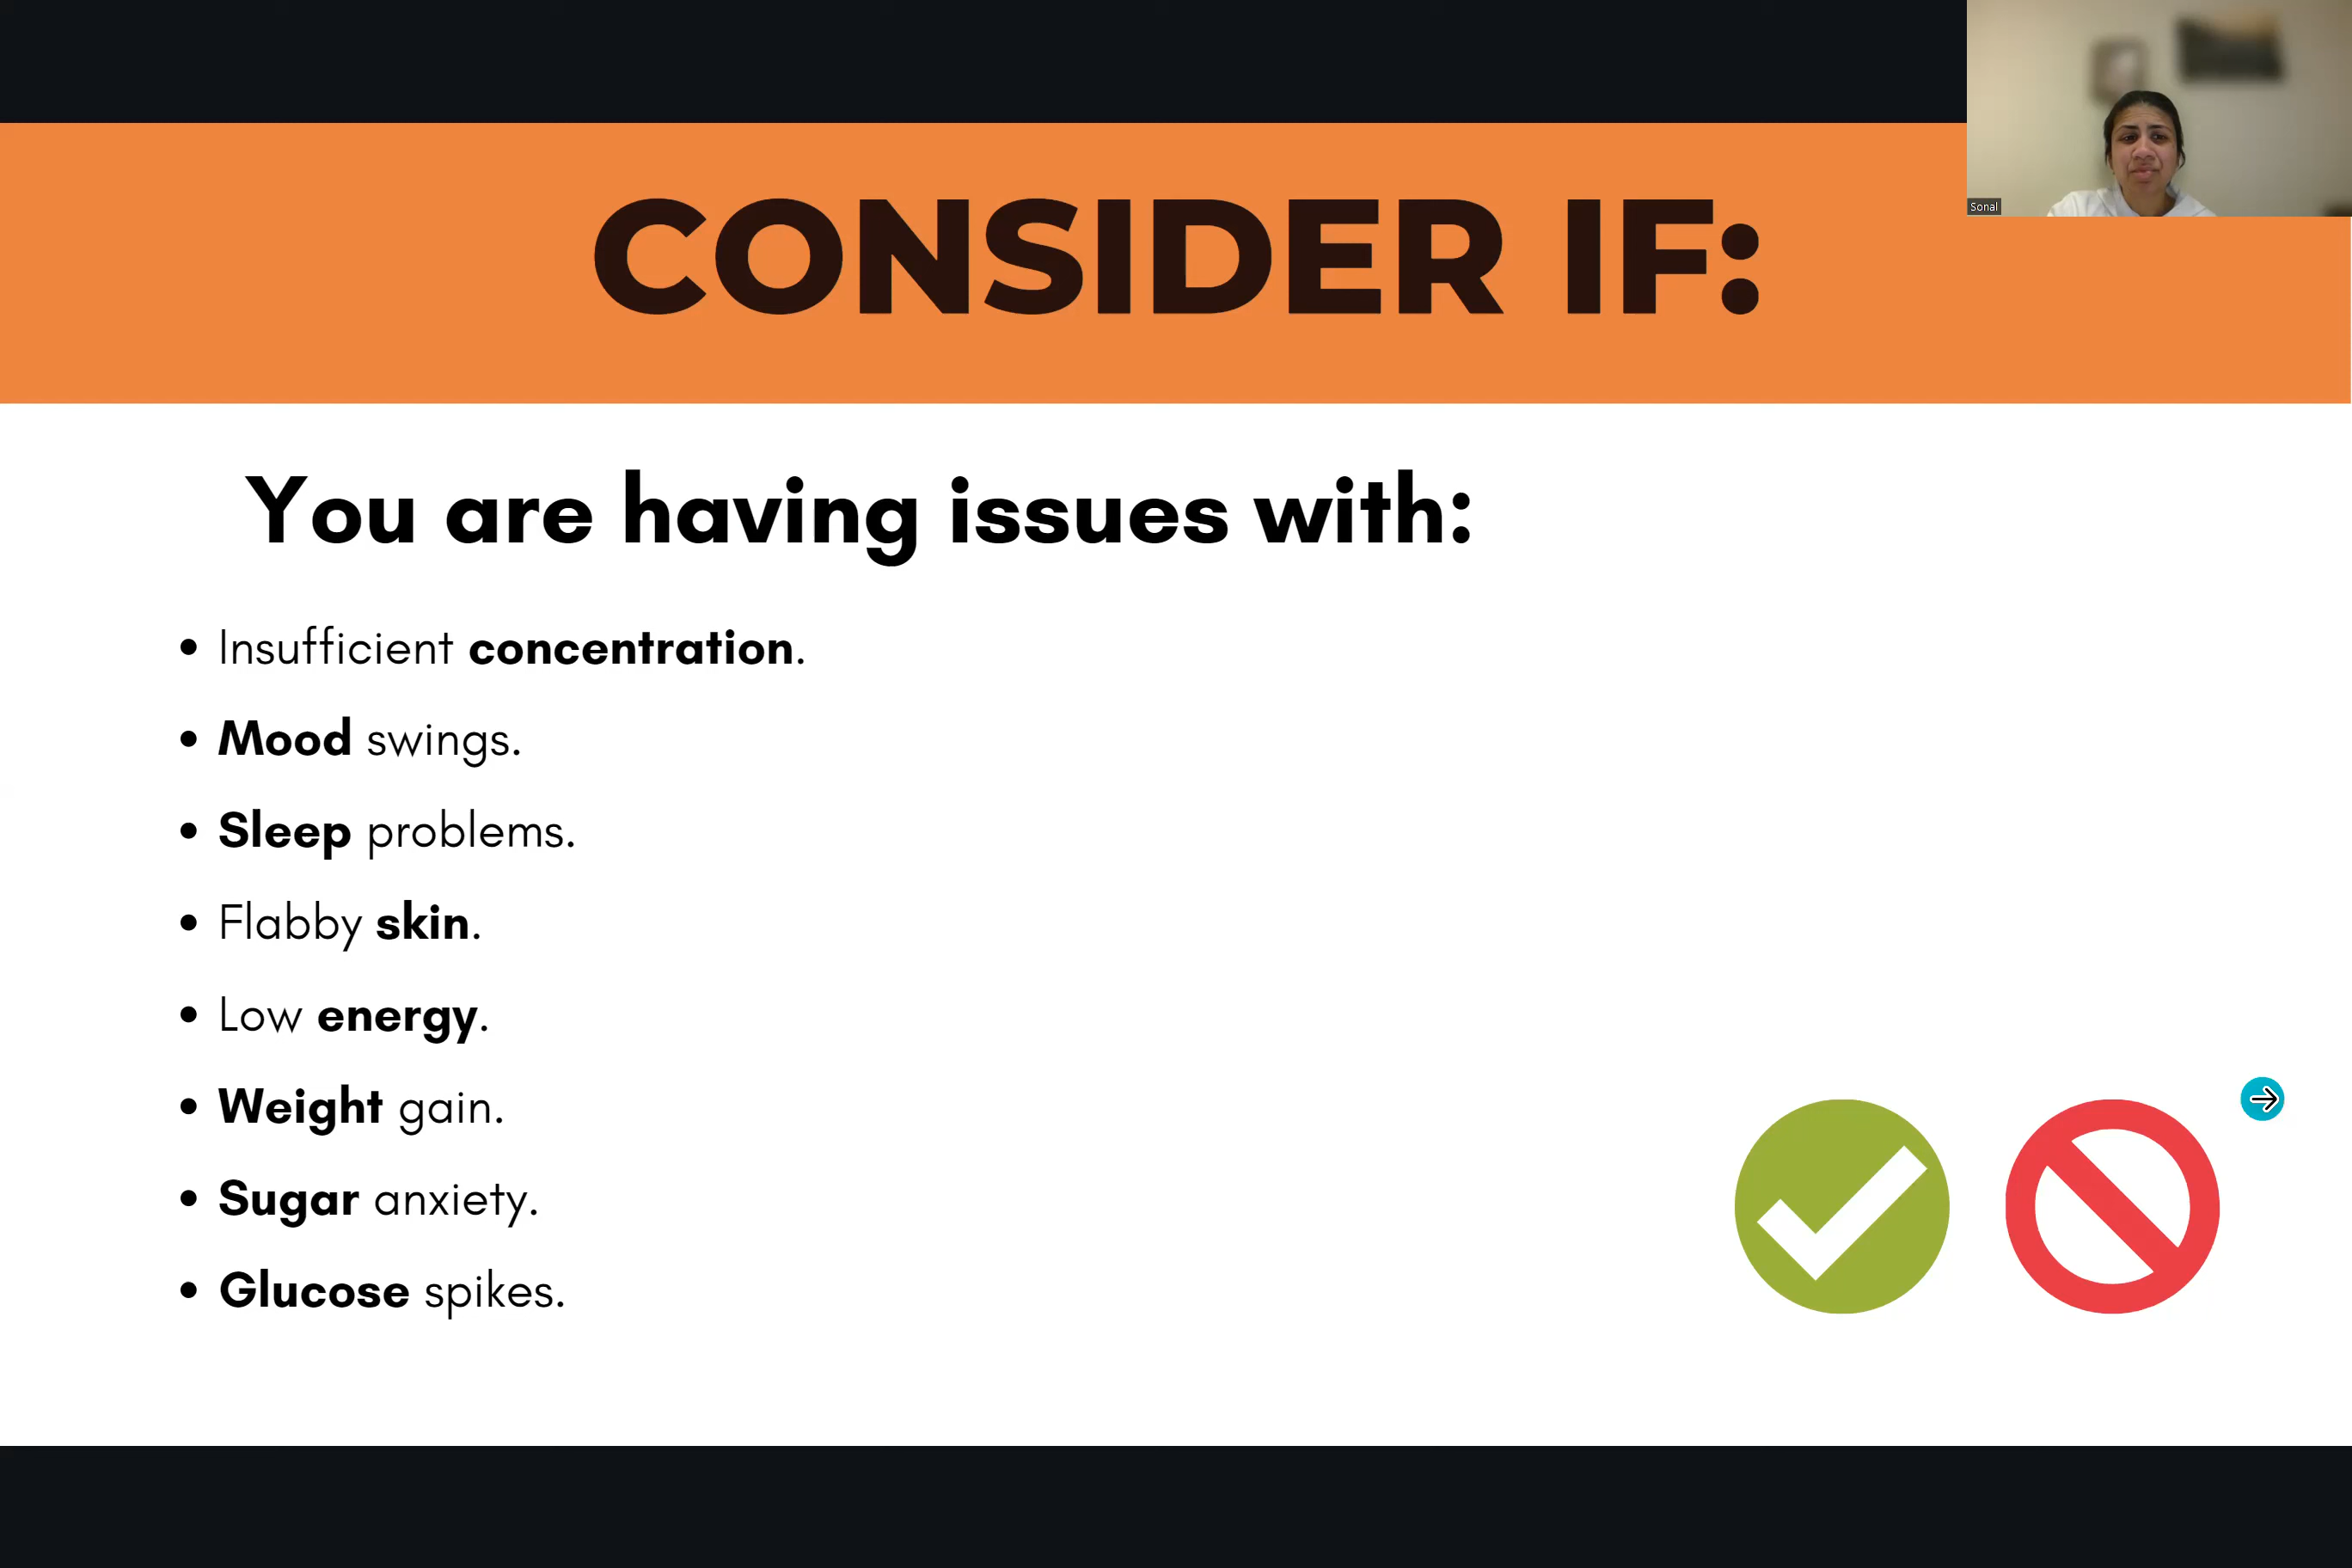 Sonal
CONSIDER IF:
You are having issues with:
Insufficient concentration.
Mood swings.
Sleep problems.
Flabby skin.
Low energy.
Weight gain.
Sugar anxiety.
Glucose spikes.